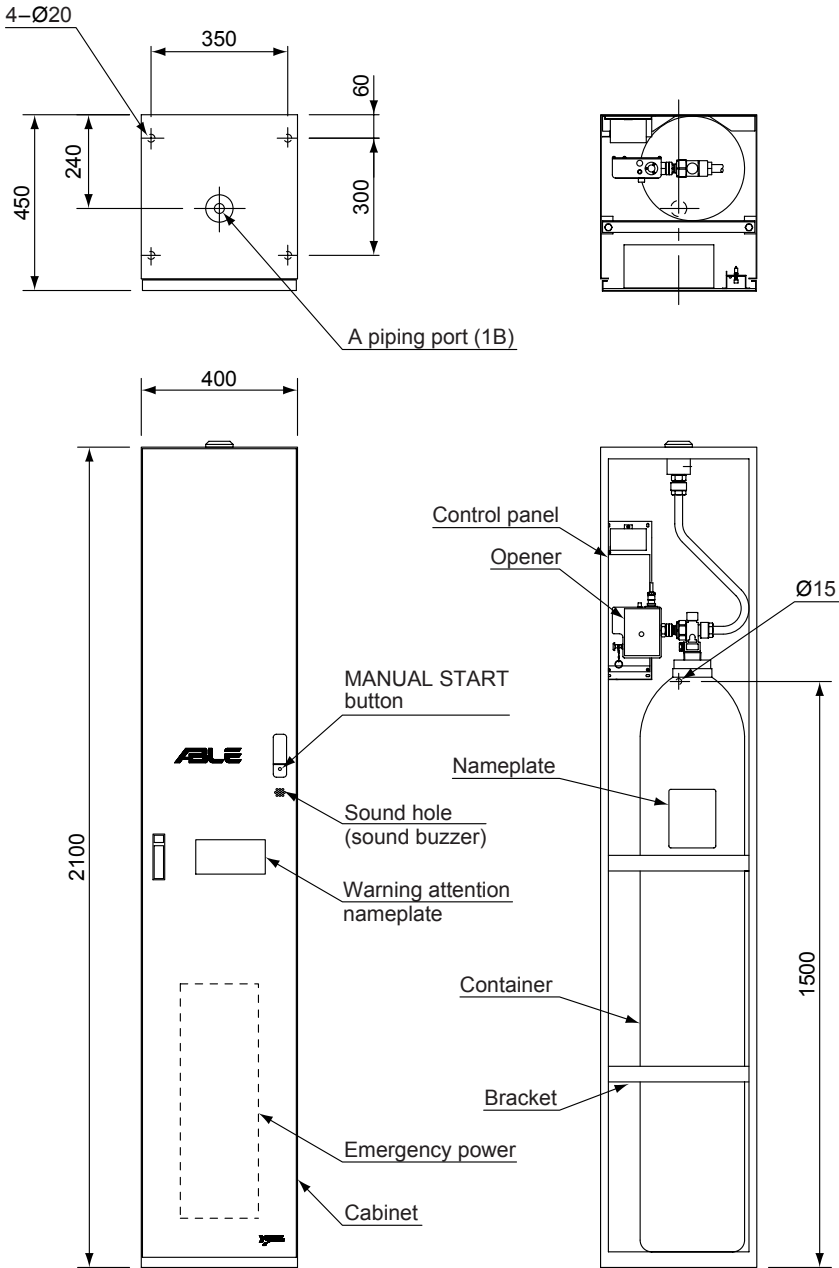 4–Ø20
350
60
240
450
300
A piping port (1B)
400
2100
MANUAL START
button
ABLE
Sound hole
(sound buzzer)
Warning attention
nameplate
Emergency power
Cabinet
Control panel
Opener
Ø15
Nameplate
1500
Container
Bracket